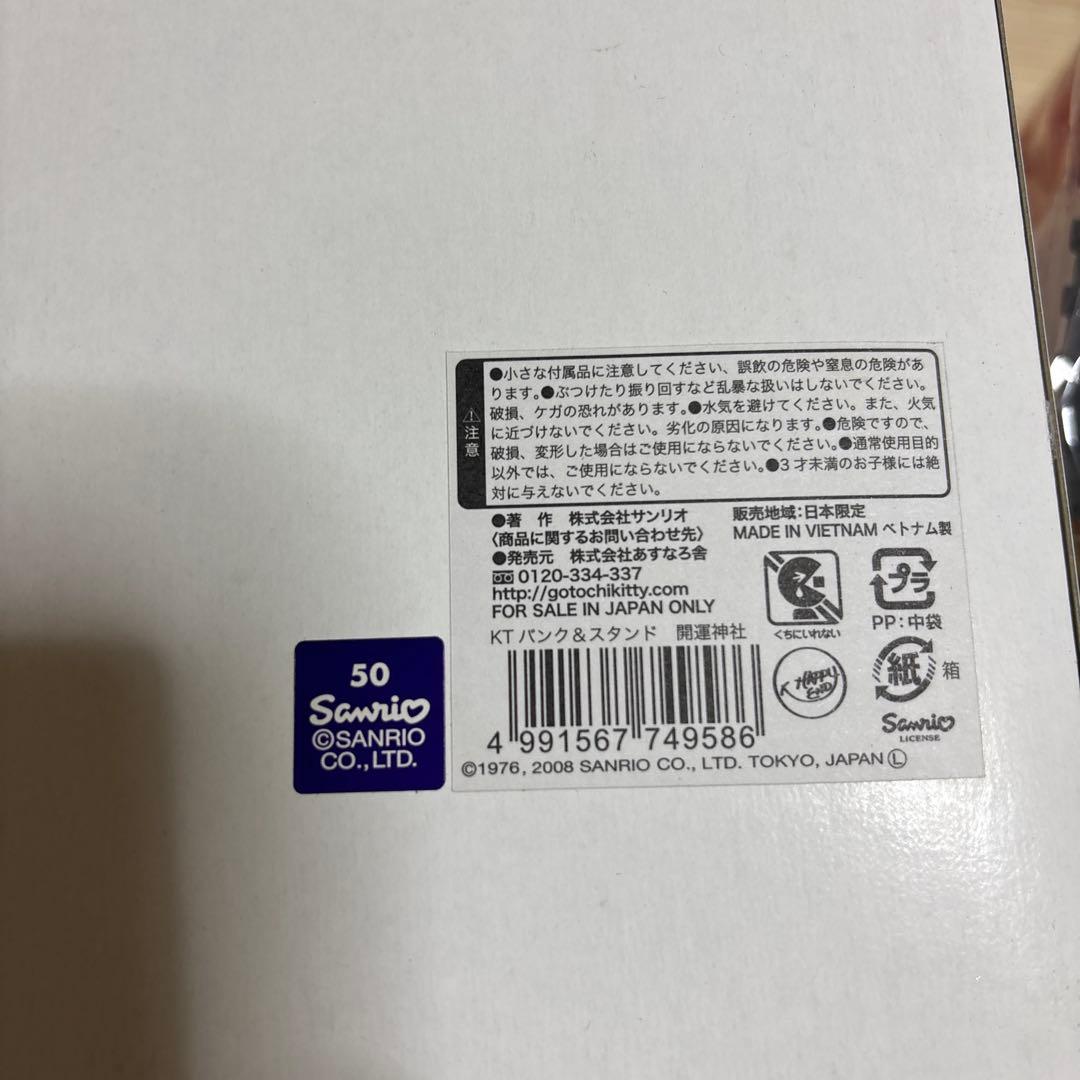 ⚠注意
●小さな付属品に注意してください、誤飲の危険や窒息の危険があ
ります。●ぶつけたり振り回すなど乱暴な扱いはしないでください。
破損、ケガの恐れがあります。●水気を避けてください。また、火気
に近づけないでください。劣化の原因になります。●危険ですので、
破損、変形した場合はご使用にならないでください。●通常使用目的
以外では、ご使用にならないでください。●3才未満のお子様には絶
対に与えないでください。
●著 作 株式会社サンリオ
〈商品に関するお問い合わせ先〉
●発売元 株式会社あすなろ舎
0120-334-337
http://gotochikitty.com
FOR SALE IN JAPAN ONLY
販売地域:日本限定
MADE IN VIETNAM ベトナム製
くちにいれない
プラ
PP:中袋
KT バンク&スタンド 開運神社
HAPPY END
紙 箱
Sanrio
LICENSE
4 991567 749586
©1976, 2008 SANRIO CO., LTD. TOKYO, JAPAN Ⓛ
50
Sanrio
©SANRIO
CO.,LTD.